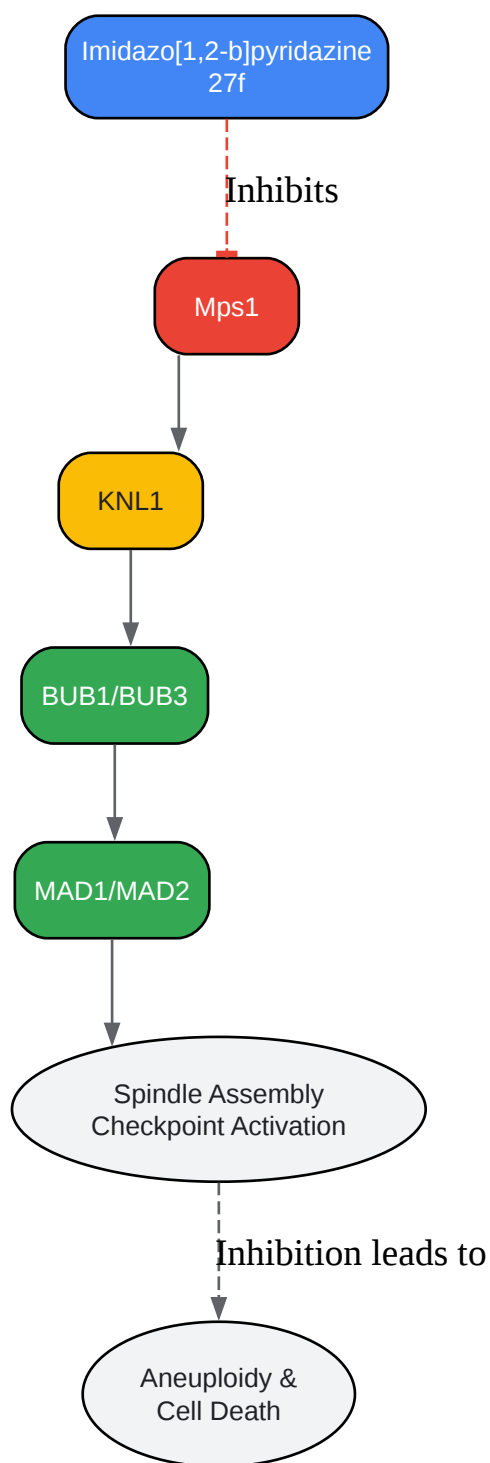 Imidazo[1,2-b]pyridazine
27f
Inhibits
Mps1
KNL1
BUB1/BUB3
MAD1/MAD2
Spindle Assembly
Checkpoint Activation
Inhibition leads to
Aneuploidy &
Cell Death